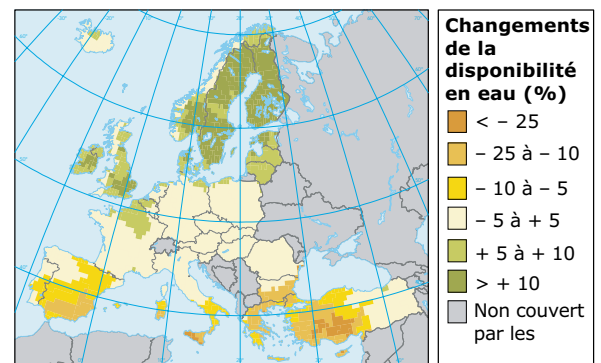 Changements
de la
disponibilité
en eau (%)
< – 25
– 25 à – 10
– 10 à – 5
– 5 à + 5
+ 5 à + 10
> + 10
Non couvert
par les